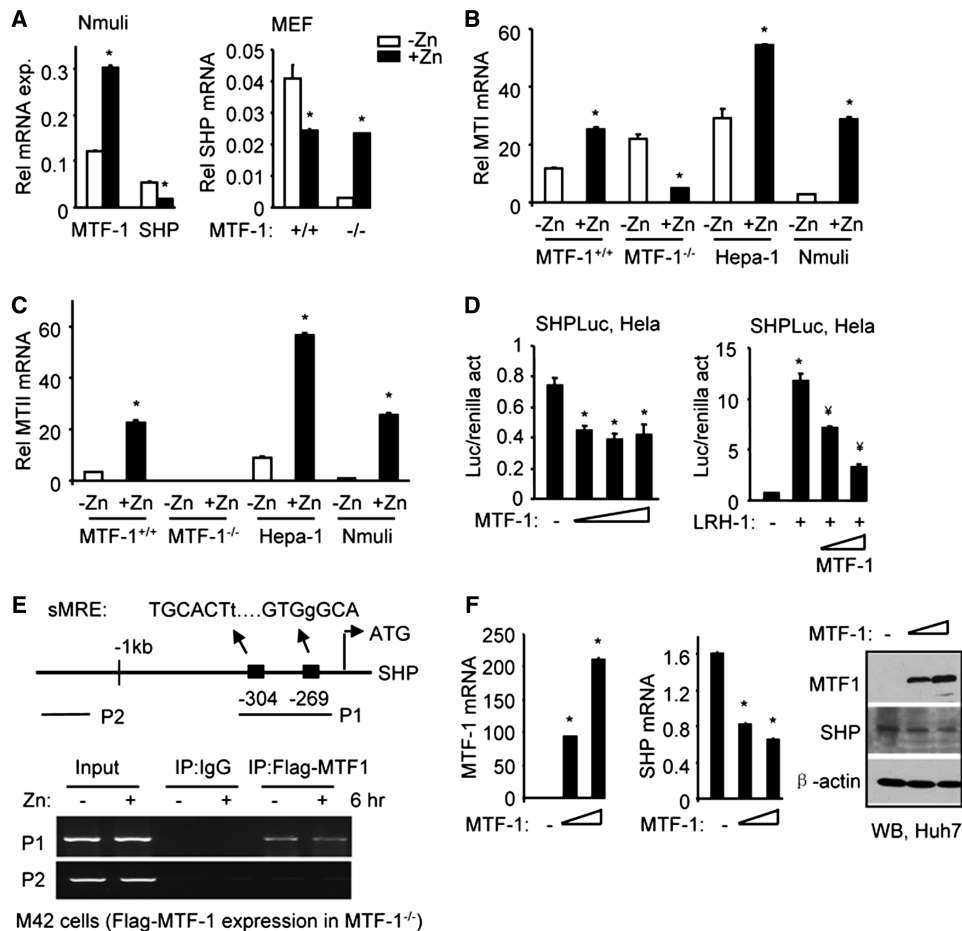 A
Nmuli
MEF
-Zn
+Zn
Rel mRNA exp.
0.3
0.2
0.1
0
*
*
MTF-1 SHP
Rel SHP mRNA
0.05
0.04
0.03
0.02
0.01
0
*
*
MTF-1: +/+ -/-
B
Rel MTI mRNA
60
40
20
0
*
*
*
*
-Zn +Zn -Zn +Zn -Zn +Zn -Zn +Zn
MTF-1+/+ MTF-1-/- Hepa-1 Nmuli
C
Rel MTII mRNA
60
40
20
0
*
*
*
-Zn +Zn -Zn +Zn -Zn +Zn -Zn +Zn
MTF-1+/+ MTF-1-/- Hepa-1 Nmuli
D
SHPLuc, Hela
Luc/renilla act
1
0.8
0.6
0.4
0.2
0
* * *
MTF-1: -
SHPLuc, Hela
Luc/renilla act
15
10
5
0
*
¥
¥
LRH-1: - + + +
MTF-1
E
sMRE: TGCACTt....GTGgGCA
-1kb
ATG
SHP
-304 -269
P2
P1
Input IP:IgG IP:Flag-MTF1
Zn: - + - + - + 6 hr
P1
P2
M42 cells (Flag-MTF-1 expression in MTF-1-/-)
F
MTF-1 mRNA
250
200
150
100
50
0
*
*
MTF-1: -
SHP mRNA
1.6
1.2
0.8
0.4
0
*
*
MTF-1: -
MTF-1: -
MTF1
SHP
β-actin
WB, Huh7